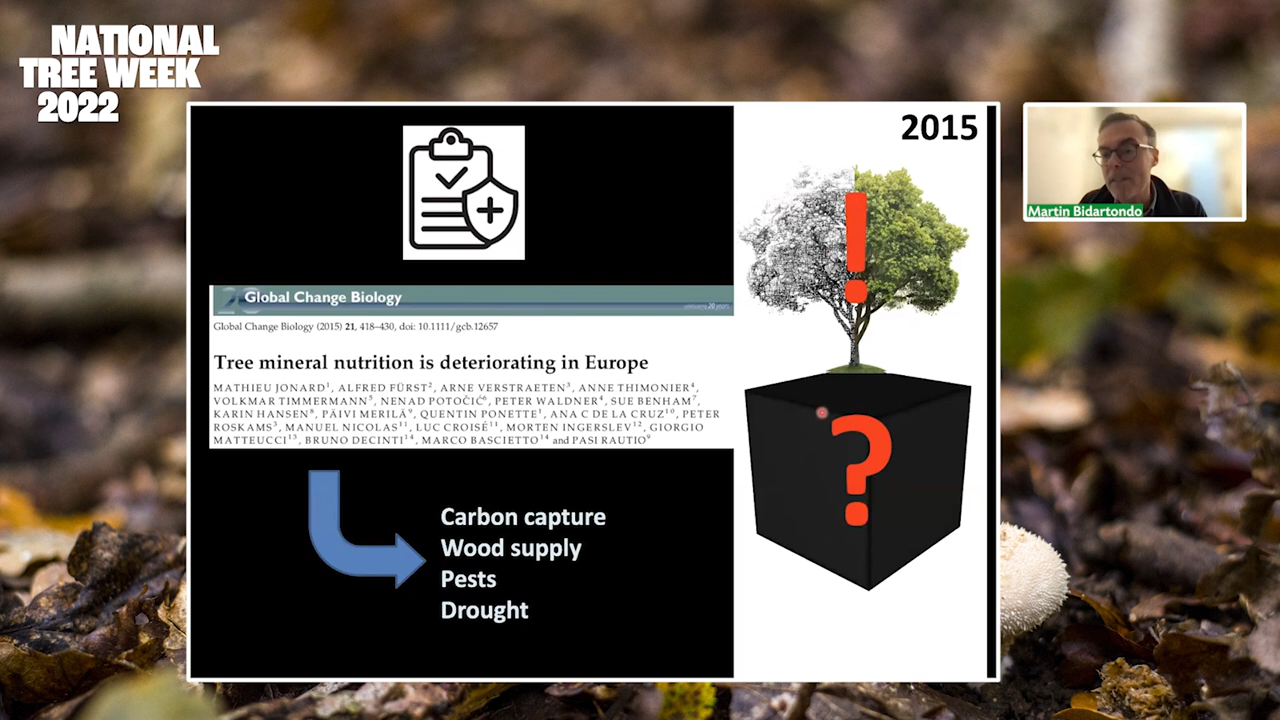 NATIONAL
TREE WEEK
2022
2015
!
Global Change Biology
Global Change Biology (2015) 21, 418–430, doi: 10.1111/gcb.12657
Tree mineral nutrition is deteriorating in Europe
MATHIEU JONARD1, ALFRED FÜRST2, ARNE VERSTRAETEN3, ANNE THIMONIER4,
VOLKMAR TIMMERMANN5, NENAD POTOČIĆ6, PETER WALDNER4, SUE BENHAM7,
KARIN HANSEN8, PÄIVI MERILÄ9, QUENTIN PONETTE1, ANA C DE LA CRUZ10, PETER
ROSKAMS3, MANUEL NICOLAS11, LUC CROISÉ11, MORTEN INGERSLEV12, GIORGIO
MATTEUCCI13, BRUNO DECINTI14, MARCO BASCIETTO14 and PASI RAUTIO9
?
Carbon capture
Wood supply
Pests
Drought
Martin Bidartondo